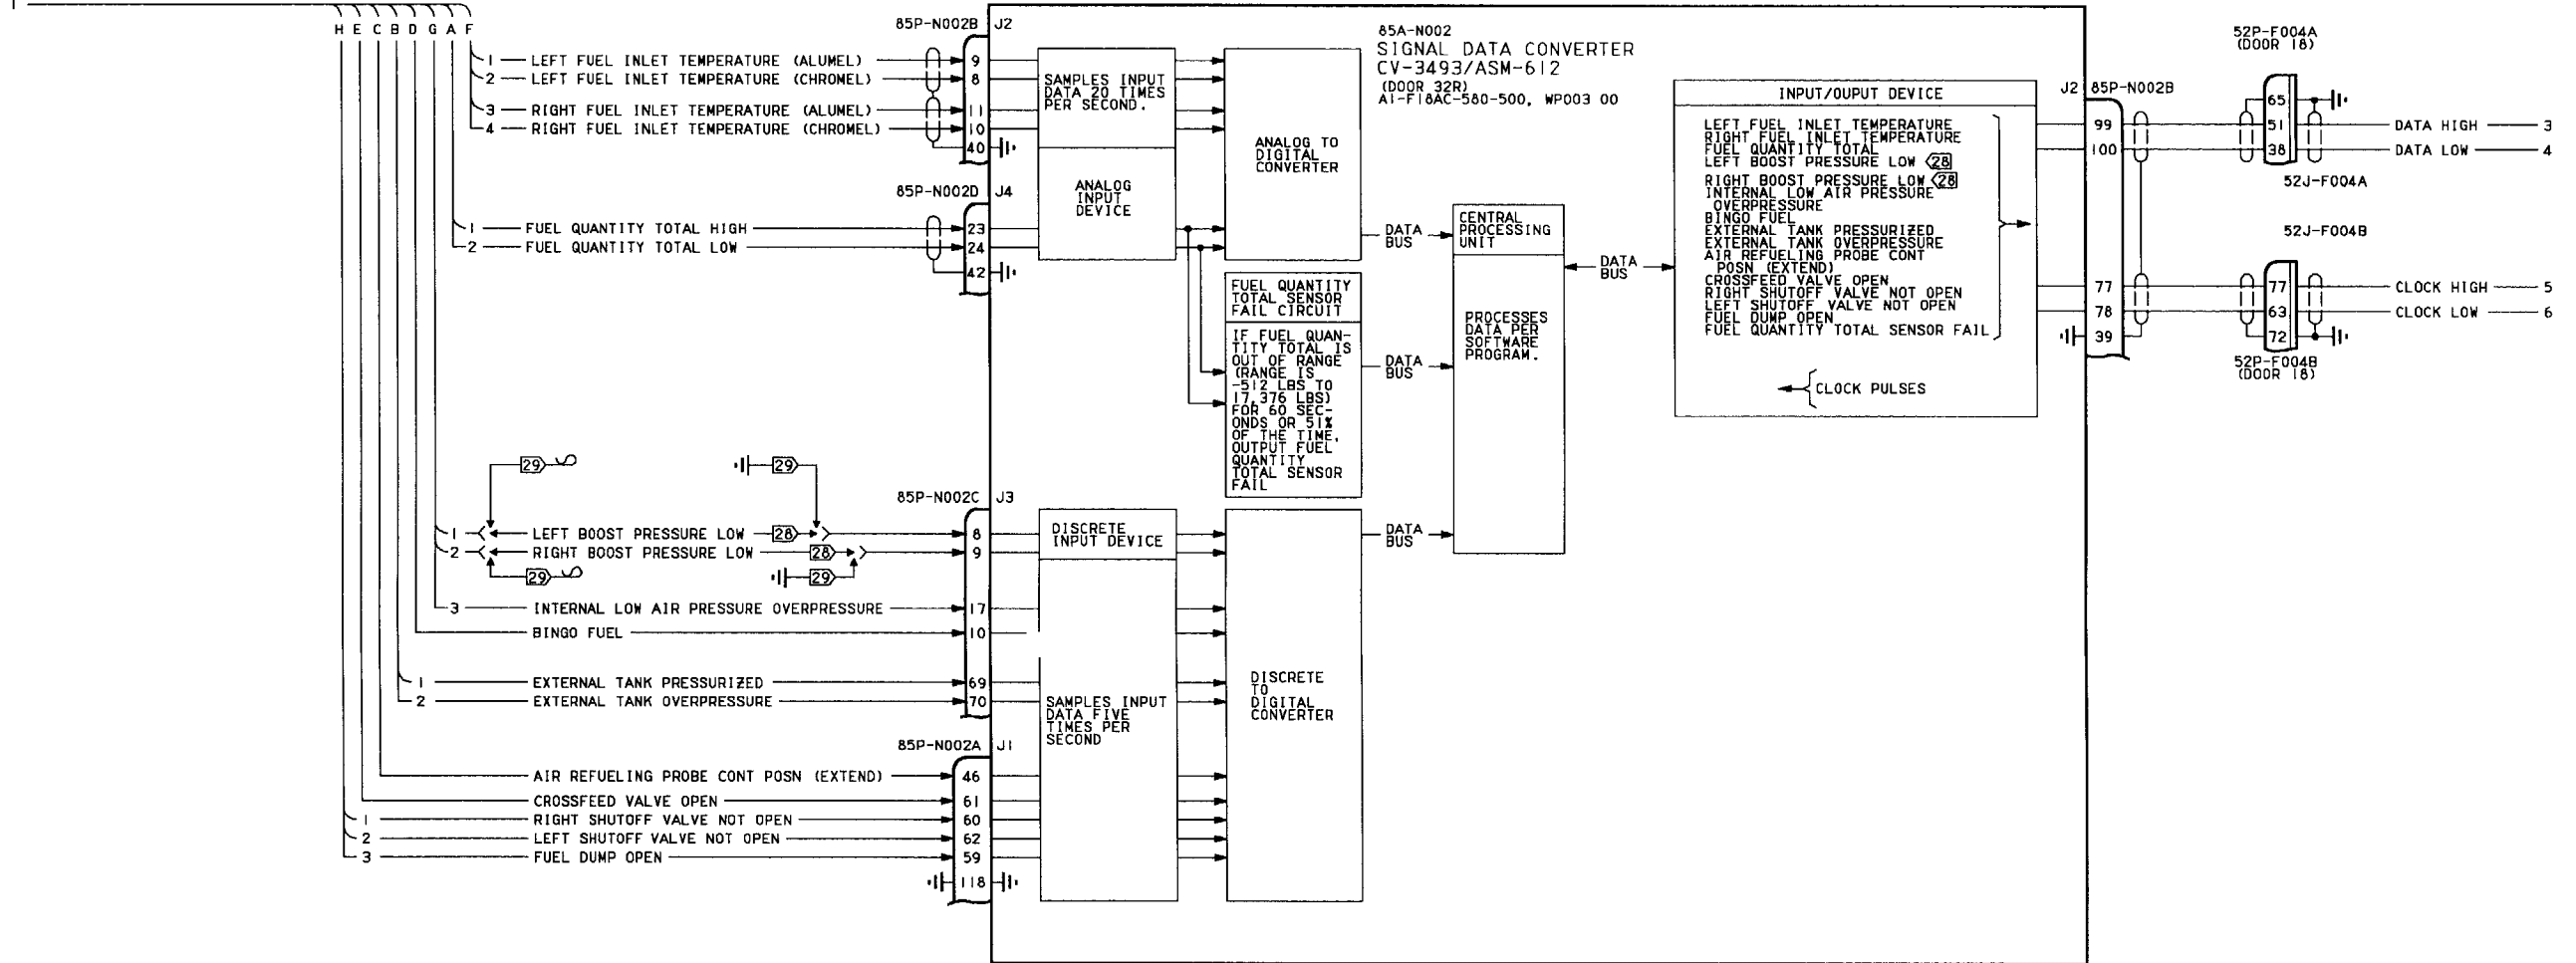 H E C B D G A F
1 LEFT FUEL INLET TEMPERATURE (ALUMEL)
2 LEFT FUEL INLET TEMPERATURE (CHROMEL)
3 RIGHT FUEL INLET TEMPERATURE (ALUMEL)
4 RIGHT FUEL INLET TEMPERATURE (CHROMEL)
85P-N002B J2
9
8
11
10
40
1 FUEL QUANTITY TOTAL HIGH
2 FUEL QUANTITY TOTAL LOW
85P-N002D J4
23
24
42
29
29
1 LEFT BOOST PRESSURE LOW 28
2 RIGHT BOOST PRESSURE LOW 28
29
29
3 INTERNAL LOW AIR PRESSURE OVERPRESSURE
BINGO FUEL
1 EXTERNAL TANK PRESSURIZED
2 EXTERNAL TANK OVERPRESSURE
85P-N002C J3
8
9
17
10
69
70
AIR REFUELING PROBE CONT POSN (EXTEND)
CROSSFEED VALVE OPEN
1 RIGHT SHUTOFF VALVE NOT OPEN
2 LEFT SHUTOFF VALVE NOT OPEN
3 FUEL DUMP OPEN
85P-N002A J1
46
61
60
62
59
118
SAMPLES INPUT
DATA 20 TIMES
PER SECOND.
ANALOG
INPUT
DEVICE
ANALOG TO
DIGITAL
CONVERTER
FUEL QUANTITY
TOTAL SENSOR
FAIL CIRCUIT
IF FUEL QUAN-
TITY TOTAL IS
OUT OF RANGE
(RANGE IS
-512 LBS TO
17,376 LBS)
FOR 60 SEC-
ONDS OR 51%
OF THE TIME,
OUTPUT FUEL
QUANTITY
TOTAL SENSOR
FAIL
DISCRETE
INPUT DEVICE
SAMPLES INPUT
DATA FIVE
TIMES PER
SECOND
DISCRETE
TO
DIGITAL
CONVERTER
85A-N002
SIGNAL DATA CONVERTER
CV-3493/ASM-612
(DOOR 32R)
A1-F18AC-580-500, WP003 00
DATA
BUS
DATA
BUS
DATA
BUS
CENTRAL
PROCESSING
UNIT
PROCESSES
DATA PER
SOFTWARE
PROGRAM.
DATA
BUS
INPUT/OUPUT DEVICE
LEFT FUEL INLET TEMPERATURE
RIGHT FUEL INLET TEMPERATURE
FUEL QUANTITY TOTAL
LEFT BOOST PRESSURE LOW 28
RIGHT BOOST PRESSURE LOW 28
INTERNAL LOW AIR PRESSURE
OVERPRESSURE
BINGO FUEL
EXTERNAL TANK PRESSURIZED
EXTERNAL TANK OVERPRESSURE
AIR REFUELING PROBE CONT
POSN (EXTEND)
CROSSFEED VALVE OPEN
RIGHT SHUTOFF VALVE NOT OPEN
LEFT SHUTOFF VALVE NOT OPEN
FUEL DUMP OPEN
FUEL QUANTITY TOTAL SENSOR FAIL
CLOCK PULSES
J2 85P-N002B
99
100
77
78
39
52P-F004A
(DOOR 18)
65
51 DATA HIGH 3
38 DATA LOW 4
52J-F004A
52J-F004B
77 CLOCK HIGH 5
63 CLOCK LOW 6
72
52P-F004B
(DOOR 18)